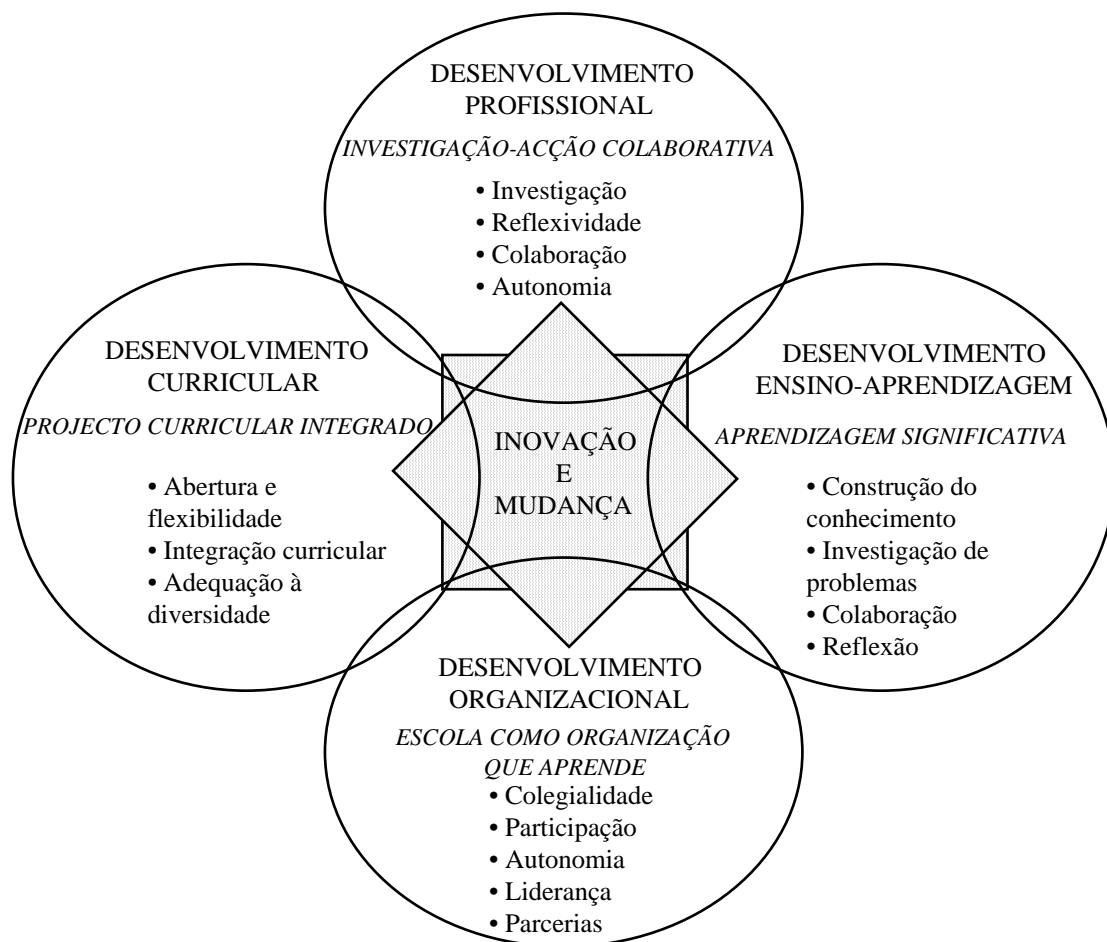 DESENVOLVIMENTO
PROFISSIONAL
INVESTIGAÇÃO-ACÇÃO COLABORATIVA
• Investigação
• Reflexividade
• Colaboração
• Autonomia
DESENVOLVIMENTO
CURRICULAR
PROJECTO CURRICULAR INTEGRADO
• Abertura e
flexibilidade
• Integração curricular
• Adequação à
diversidade
INOVAÇÃO
E
MUDANÇA
DESENVOLVIMENTO
ENSINO-APRENDIZAGEM
APRENDIZAGEM SIGNIFICATIVA
• Construção do
conhecimento
• Investigação de
problemas
• Colaboração
• Reflexão
DESENVOLVIMENTO
ORGANIZACIONAL
ESCOLA COMO ORGANIZAÇÃO
QUE APRENDE
• Colegialidade
• Participação
• Autonomia
• Liderança
• Parcerias